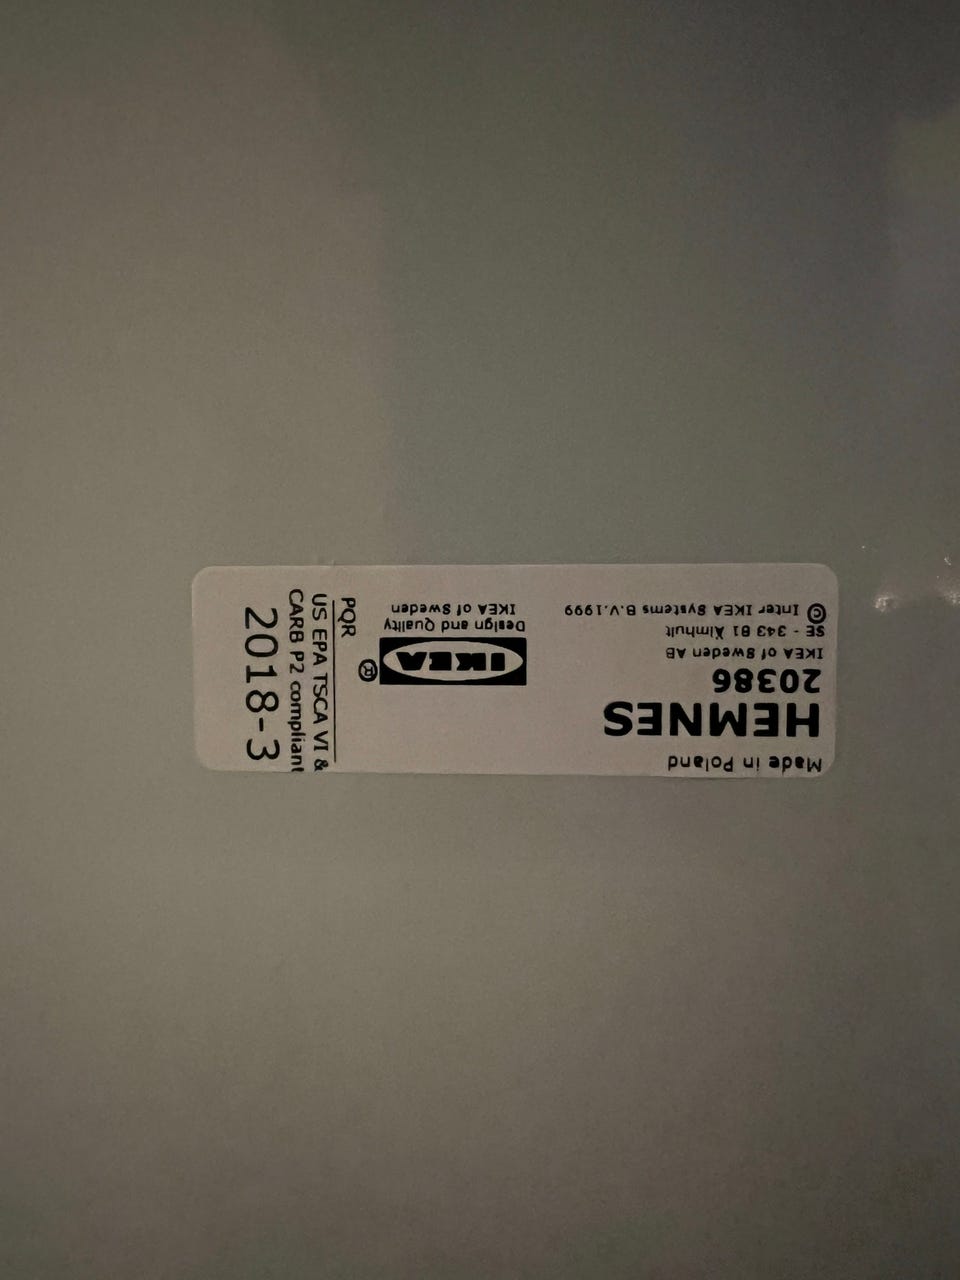 Made in Poland
HEMNES
20386
IKEA of Sweden AB
SE - 343 81 Älmhult
© Inter IKEA Systems B.V.1999
IKEA®
Design and Quality
IKEA of Sweden
PQR
US EPA TSCA VI &
CARB P2 compliant
2018-3